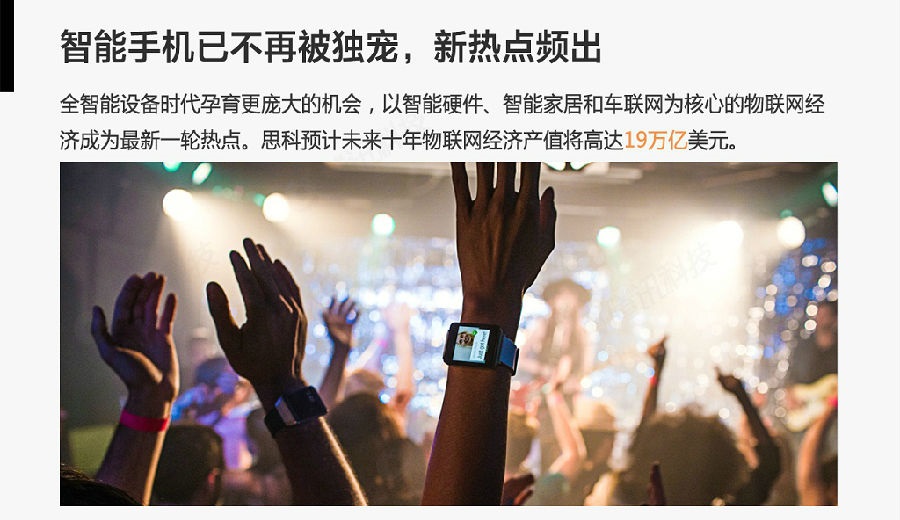 智能手机已不再被独宠，新热点频出
全智能设备时代孕育更庞大的机会，以智能硬件、智能家居和车联网为核心的物联网经
济成为最新一轮热点。思科预计未来十年物联网经济产值将高达19万亿美元。